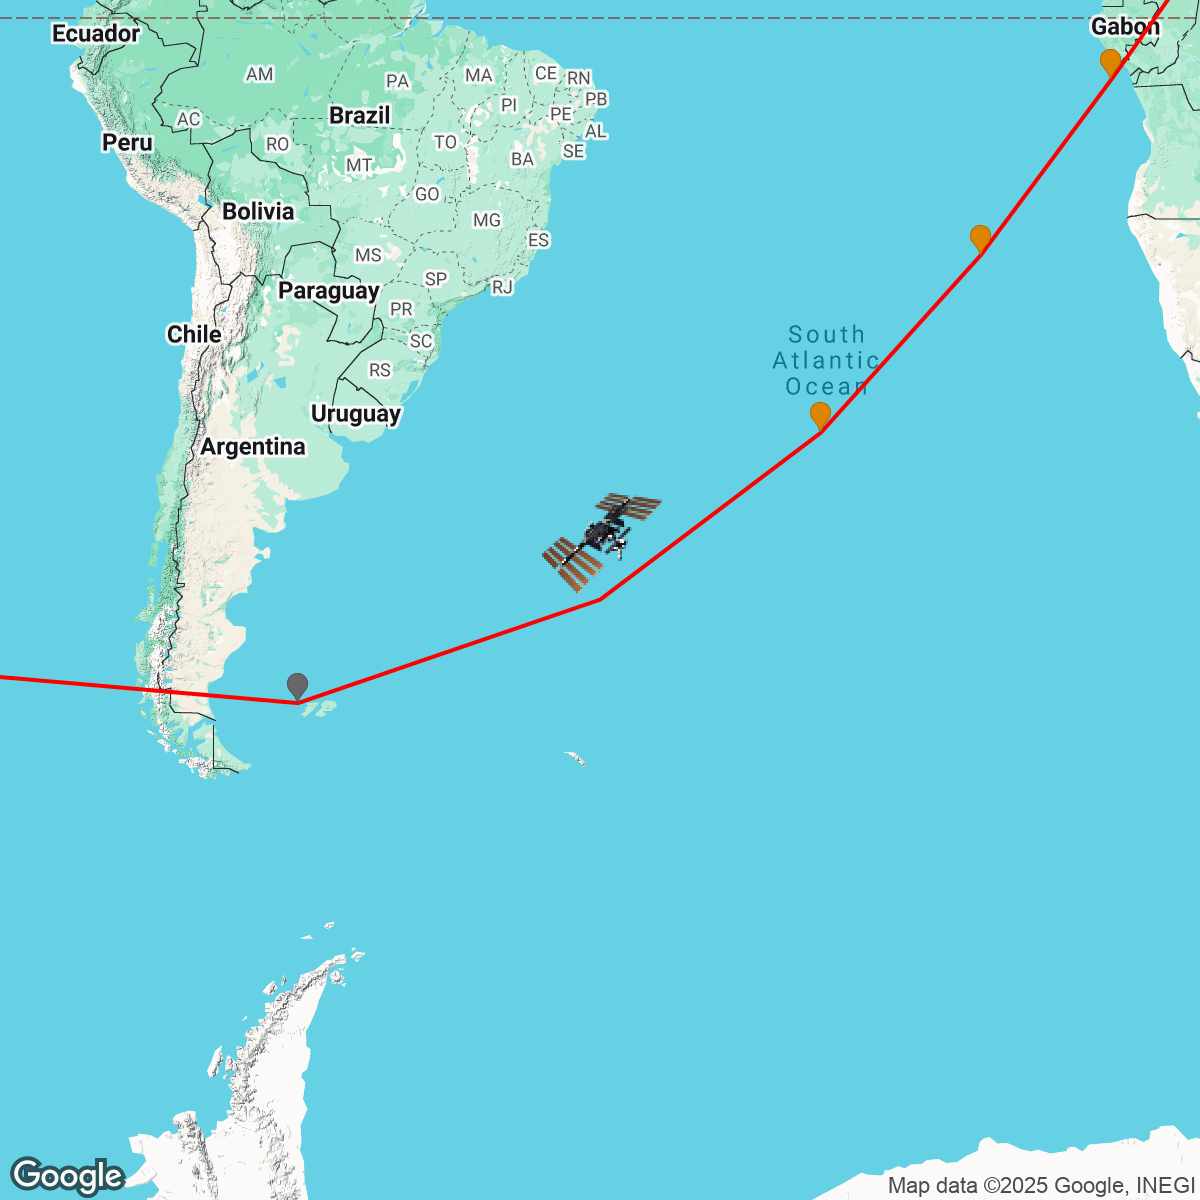 Ecuador
Gabon
AM
PA
MA
CE
RN
PI
PB
AC
Brazil
PE
AL
Peru
RO
TO
SE
MT
BA
GO
Bolivia
MG
ES
MS
Paraguay
SP
RJ
PR
Chile
SC
South
Atlantic
Ocean
RS
Uruguay
Argentina
Google
Map data ©2025 Google, INEGI